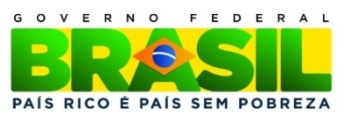 GOVERNO FEDERAL
BRASIL
PAÍS RICO É PAÍS SEM POBREZA